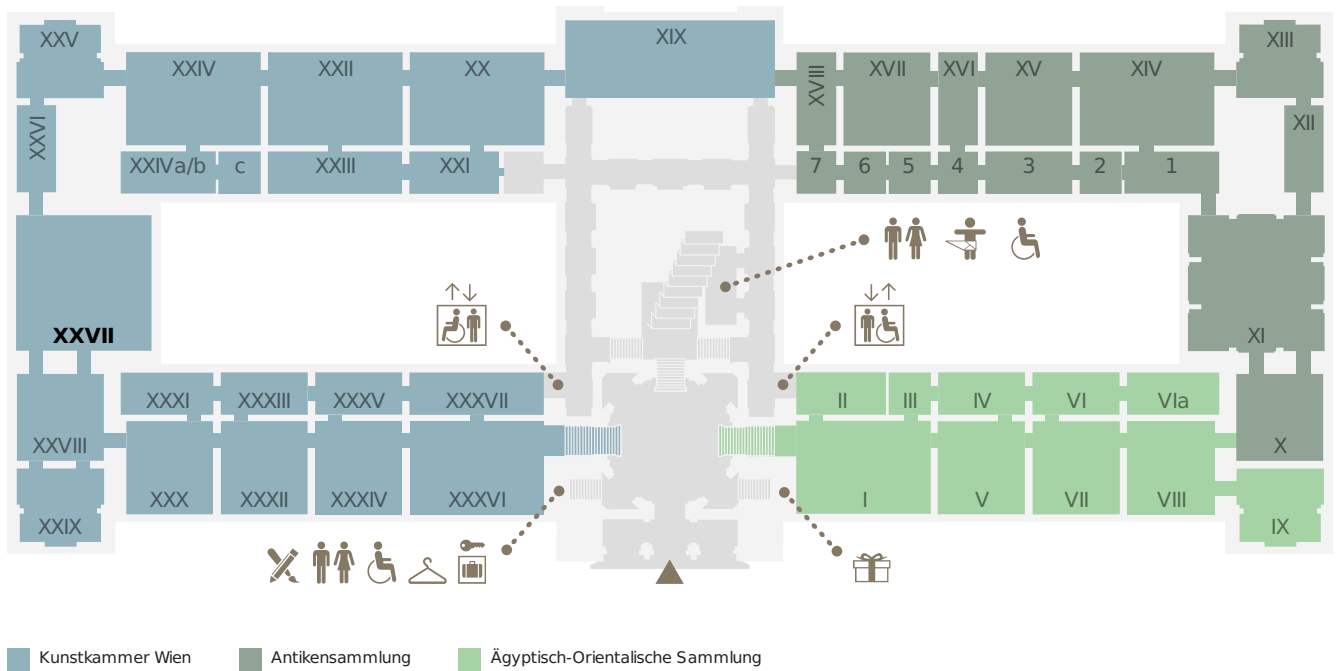 XXV
XXIV
XXII
XX
XIX
XVIII
XVII
XVI
XV
XIV
XIII
XXVI
XII
XXIVa/b
c
XXIII
XXI
7
6
5
4
3
2
1
XXVII
XI
XXXI
XXXIII
XXXV
XXXVII
II
III
IV
VI
VIa
XXVIII
X
XXX
XXXII
XXXIV
XXXVI
I
V
VII
VIII
XXIX
IX
Kunstkammer Wien
Antikensammlung
Ägyptisch-Orientalische Sammlung